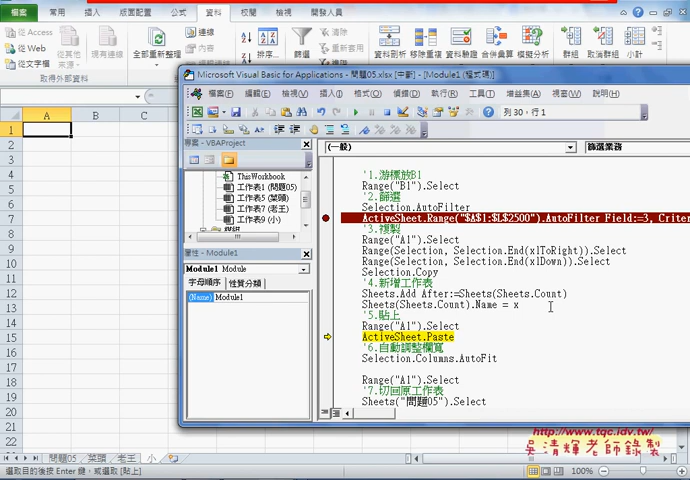 檔案 常用 插入 版面配置 公式 資料 校閱 檢視 開發人員
從 Access
從 Web
從文字檔
從其他來源
現有連線
取得外部資料
全部重新整理
連線
排序...
篩選
清除
重新套用
進階...
資料剖析 移除重複 資料驗證 合併彙算 模擬分析 群組 取消群組 小計
Microsoft Visual Basic for Applications - 問題05.xlsx [中斷] - [Module1 (程式碼)]
檔案(F) 編輯(E) 檢視(V) 插入(I) 格式(O) 偵錯(D) 執行(R) 工具(T) 增益集(A) 視窗(W) 說明(H)
列 30, 行 1
專案 - VBAProject
ThisWorkbook
工作表1 (問題05)
工作表5 (菜頭)
工作表7 (老王)
工作表9 (小)
模組
屬性 - Module1
Module1 Module
字母順序 性質分類
(Name) Module1
(一般) 篩選業務
'1.游標放B1
Range("B1").Select
'2.篩選
Selection.AutoFilter
ActiveSheet.Range("$A$1:$L$2500").AutoFilter Field:=3, Criter
'3.複製
Range("A1").Select
Range(Selection, Selection.End(xlToRight)).Select
Range(Selection, Selection.End(xlDown)).Select
Selection.Copy
'4.新增工作表
Sheets.Add After:=Sheets(Sheets.Count)
Sheets(Sheets.Count).Name = x
'5.貼上
Range("A1").Select
ActiveSheet.Paste
'6.自動調整欄寬
Selection.Columns.AutoFit
Range("A1").Select
'7.切回原工作表
Sheets("問題05").Select
A B C
1
2
3
4
5
6
7
8
9
10
11
12
13
14
15
16
17
18
19
20
21
22
http://www.tqc.idv.tw/
吳清輝老師錄製
問題05 菜頭 老王 小
選取目的後按 Enter 鍵，或選取 [貼上]
100%